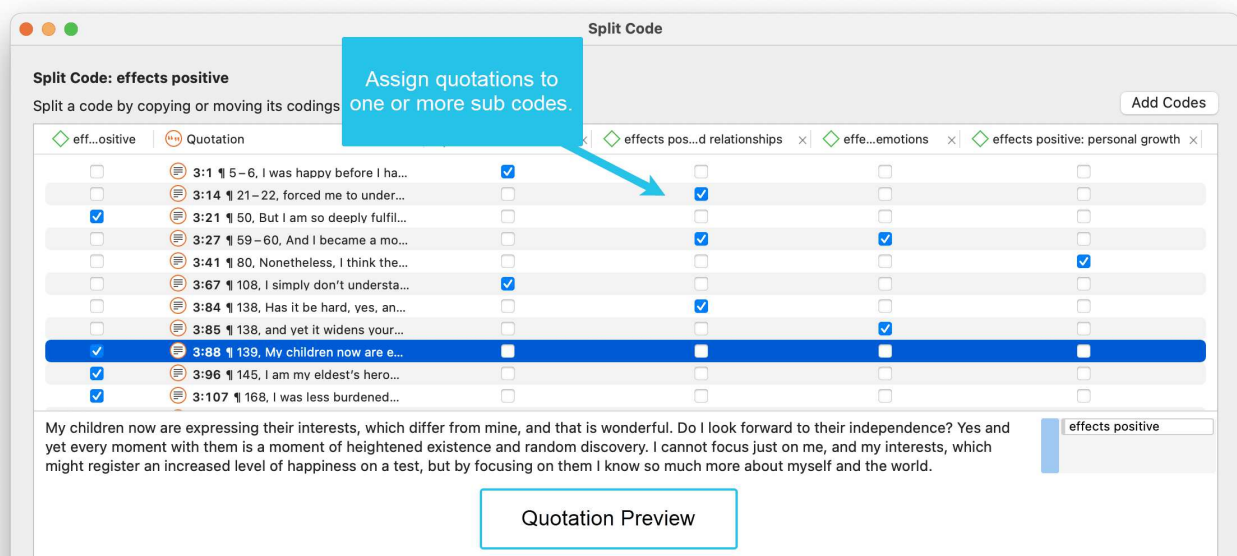 Split Code
Split Code: effects positive
Split a code by copying or moving its codings
Assign quotations to
one or more sub codes.
Add Codes
eff...ositive Quotation × effects pos...d relationships × effe...emotions × effects positive: personal growth ×
3:1 ¶ 5–6, I was happy before I ha...
3:14 ¶ 21–22, forced me to under...
3:21 ¶ 50, But I am so deeply fulfil...
3:27 ¶ 59–60, And I became a mo...
3:41 ¶ 80, Nonetheless, I think the...
3:67 ¶ 108, I simply don't understa...
3:84 ¶ 138, Has it be hard, yes, an...
3:85 ¶ 138, and yet it widens your...
3:88 ¶ 139, My children now are e...
3:96 ¶ 145, I am my eldest's hero...
3:107 ¶ 168, I was less burdened...
My children now are expressing their interests, which differ from mine, and that is wonderful. Do I look forward to their independence? Yes and
yet every moment with them is a moment of heightened existence and random discovery. I cannot focus just on me, and my interests, which
might register an increased level of happiness on a test, but by focusing on them I know so much more about myself and the world.
effects positive
Quotation Preview